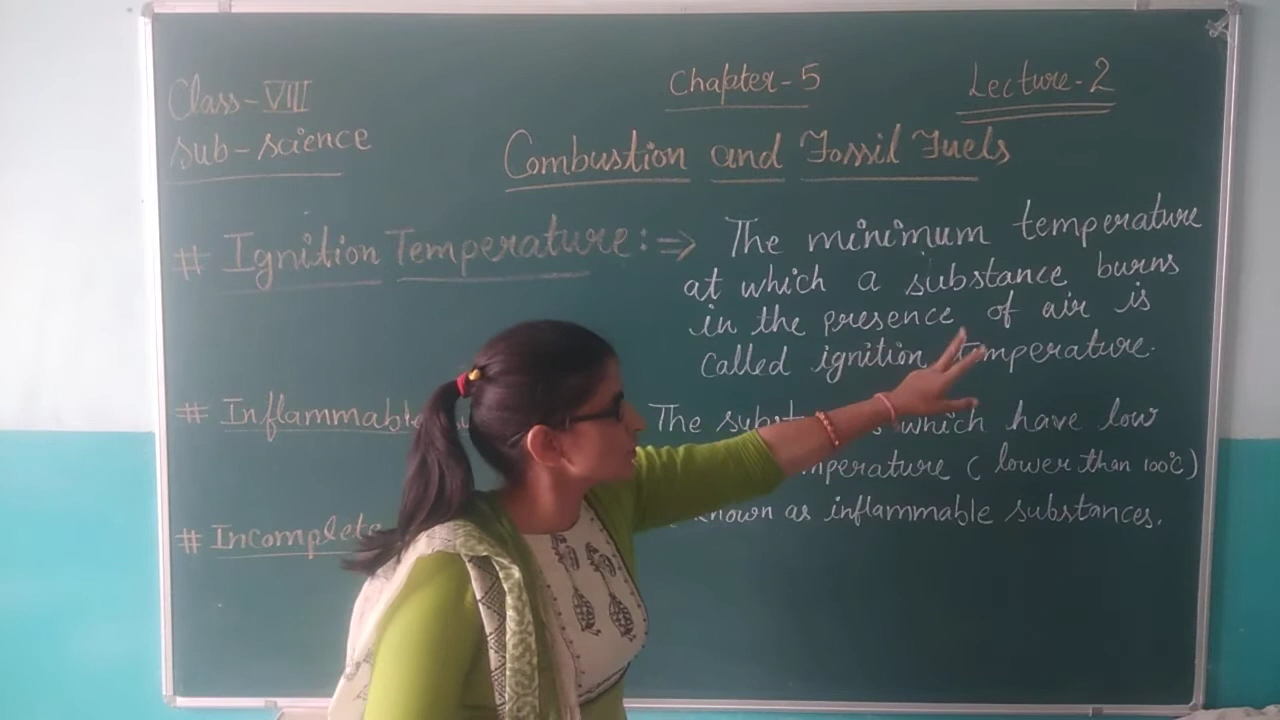 Class-VIII
Sub-science
Chapter-5
Lecture-2
Combustion and Fossil Fuels
# Ignition Temperature:⇒ The minimum temperature
at which a substance burns
in the presence of air is
called ignition temperature.
# Inflammable The which have low
(lower than 100°C)
known as inflammable substances.
# Incomplete